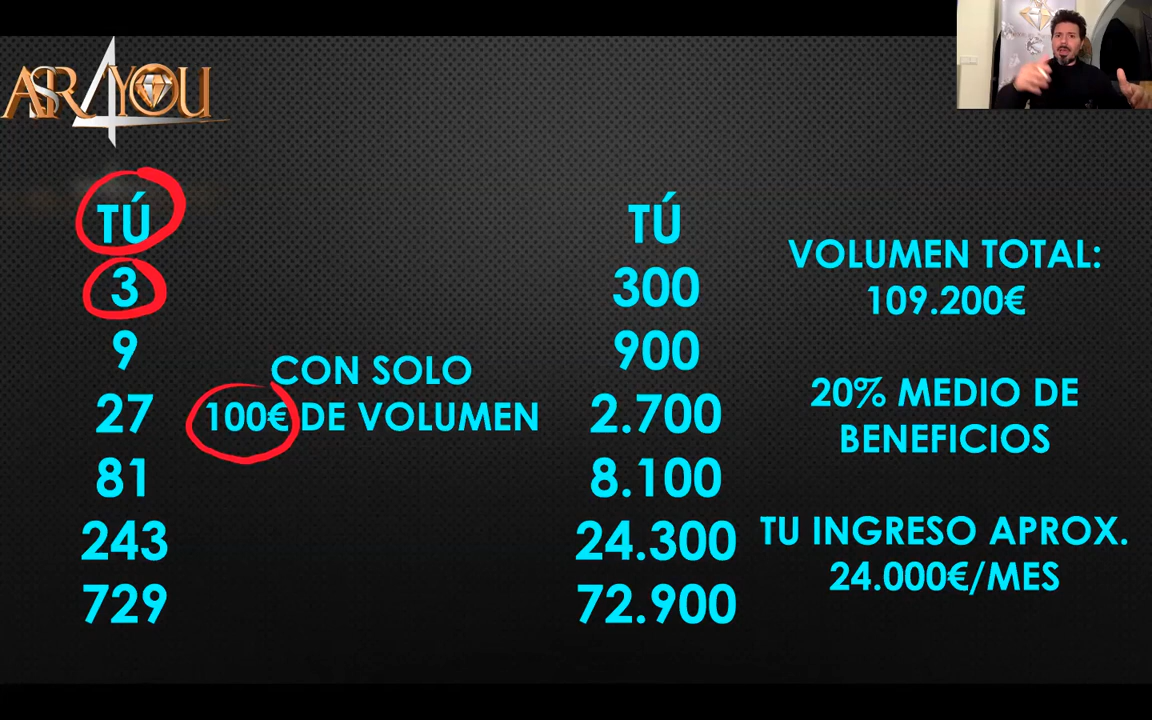 ASR4YOU
TÚ
3
9
27
81
243
729
CON SOLO
100€ DE VOLUMEN
TÚ
300
900
2.700
8.100
24.300
72.900
VOLUMEN TOTAL:
109.200€
20% MEDIO DE
BENEFICIOS
TU INGRESO APROX.
24.000€/MES